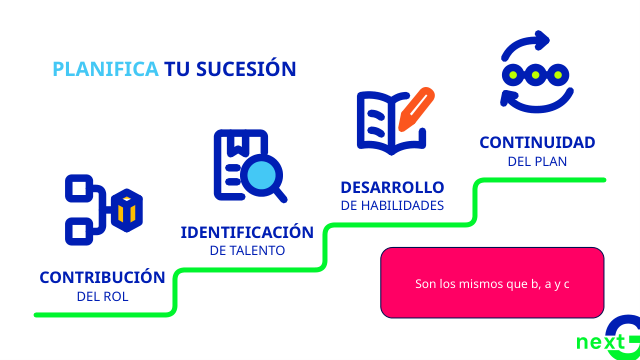 PLANIFICA TU SUCESIÓN
CONTINUIDAD
DEL PLAN
DESARROLLO
DE HABILIDADES
IDENTIFICACIÓN
DE TALENTO
CONTRIBUCIÓN
DEL ROL
Son los mismos que b, a y c
next